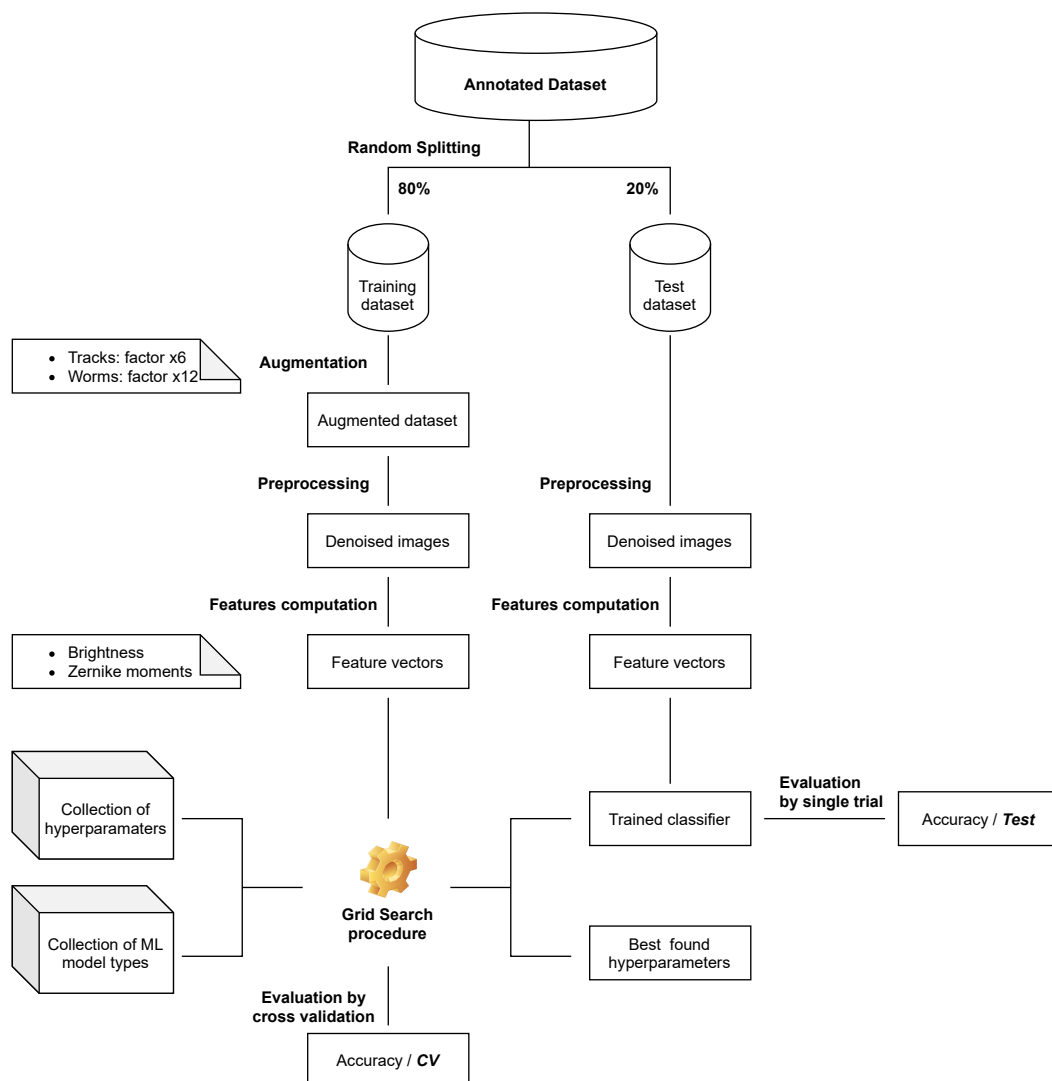 Annotated Dataset
Random Splitting
80%
20%
Training
dataset
Test
dataset
• Tracks: factor x6
• Worms: factor x12
Augmentation
Augmented dataset
Preprocessing
Preprocessing
Denoised images
Denoised images
Features computation
Features computation
• Brightness
• Zernike moments
Feature vectors
Feature vectors
Collection of
hyperparamaters
Trained classifier
Evaluation
by single trial
Accuracy / Test
Grid Search
procedure
Collection of ML
model types
Best found
hyperparameters
Evaluation by
cross validation
Accuracy / CV